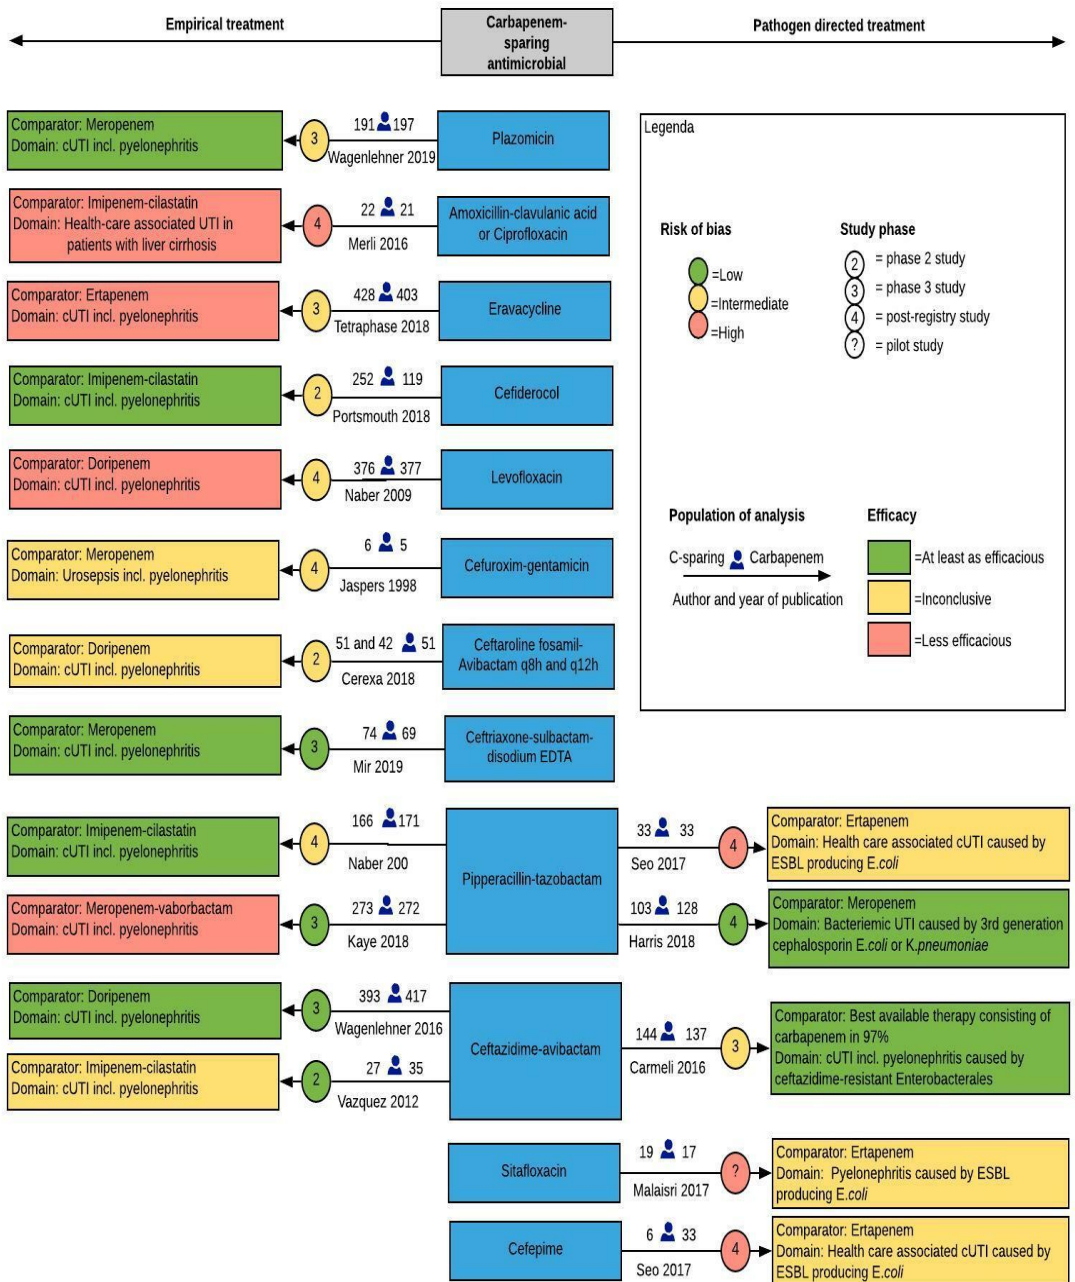 Empirical treatment
Carbapenem-
sparing
antimicrobial
Pathogen directed treatment
Comparator: Meropenem
Domain: cUTI incl. pyelonephritis
3
191 197
Wagenlehner 2019
Plazomicin
Comparator: Imipenem-cilastatin
Domain: Health-care associated UTI in
patients with liver cirrhosis
4
22 21
Merli 2016
Amoxicillin-clavulanic acid
or Ciprofloxacin
Comparator: Ertapenem
Domain: cUTI incl. pyelonephritis
3
428 403
Tetraphase 2018
Eravacycline
Comparator: Imipenem-cilastatin
Domain: cUTI incl. pyelonephritis
2
252 119
Portsmouth 2018
Cefiderocol
Comparator: Doripenem
Domain: cUTI incl. pyelonephritis
4
376 377
Naber 2009
Levofloxacin
Comparator: Meropenem
Domain: Urosepsis incl. pyelonephritis
4
6 5
Jaspers 1998
Cefuroxim-gentamicin
Comparator: Doripenem
Domain: cUTI incl. pyelonephritis
2
51 and 42 51
Cerexa 2018
Ceftaroline fosamil-
Avibactam q8h and q12h
Comparator: Meropenem
Domain: cUTI incl. pyelonephritis
3
74 69
Mir 2019
Ceftriaxone-sulbactam-
disodium EDTA
Legenda
Risk of bias
=Low
=Intermediate
=High
Study phase
2 = phase 2 study
3 = phase 3 study
4 = post-registry study
? = pilot study
Population of analysis
C-sparing Carbapenem
Author and year of publication
Efficacy
=At least as efficacious
=Inconclusive
=Less efficacious
Comparator: Imipenem-cilastatin
Domain: cUTI incl. pyelonephritis
4
166 171
Naber 200
Comparator: Meropenem-vaborbactam
Domain: cUTI incl. pyelonephritis
3
273 272
Kaye 2018
Pipperacillin-tazobactam
33 33
Seo 2017
4
Comparator: Ertapenem
Domain: Health care associated cUTI caused by
ESBL producing E.coli
103 128
Harris 2018
4
Comparator: Meropenem
Domain: Bacteriemic UTI caused by 3rd generation
cephalosporin E.coli or K.pneumoniae
Comparator: Doripenem
Domain: cUTI incl. pyelonephritis
3
393 417
Wagenlehner 2016
Comparator: Imipenem-cilastatin
Domain: cUTI incl. pyelonephritis
2
27 35
Vazquez 2012
Ceftazidime-avibactam
144 137
Carmeli 2016
3
Comparator: Best available therapy consisting of
carbapenem in 97%
Domain: cUTI incl. pyelonephritis caused by
ceftazidime-resistant Enterobacterales
Sitafloxacin
19 17
Malaisri 2017
?
Comparator: Ertapenem
Domain: Pyelonephritis caused by ESBL
producing E.coli
Cefepime
6 33
Seo 2017
4
Comparator: Ertapenem
Domain: Health care associated cUTI caused by
ESBL producing E.coli